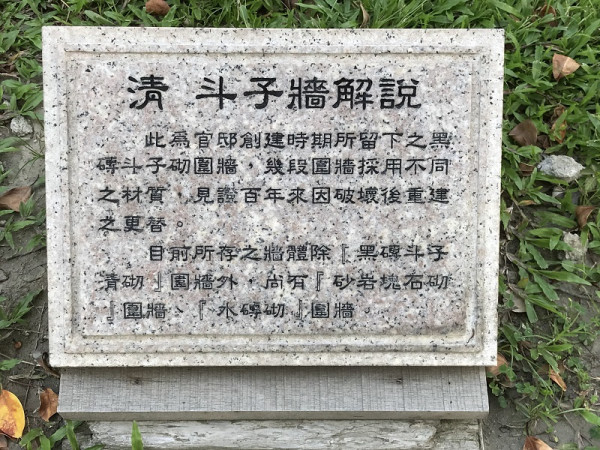 清 斗子牆解說
此為官邸創建時期所留下之黑
磚斗子砌圍牆，幾段圍牆採用不同
之材質，見證百年來因破壞後重建
之更替。
目前所存之牆體除『黑磚斗子
清砌』圍牆外，尚有『砂岩塊石砌
』圍牆、『水磚砌』圍牆。